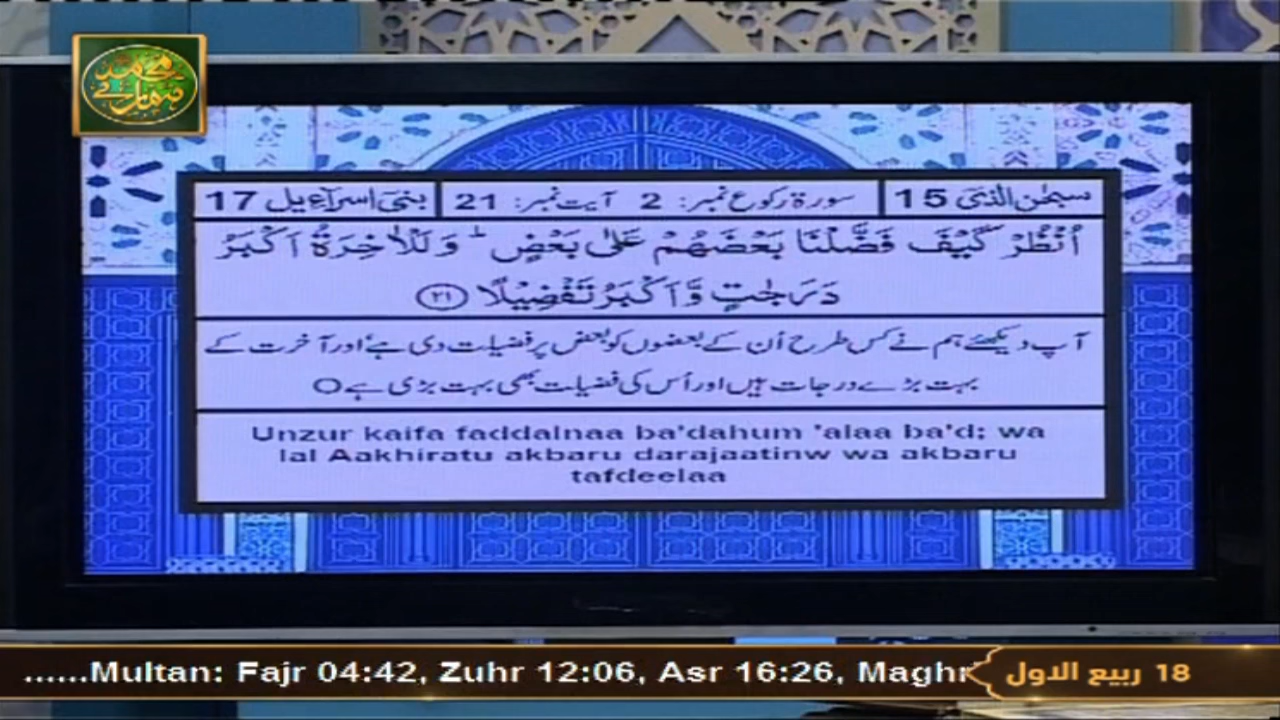 محمد ہمارے
سبحٰن الذی 15
سورۃ رکوع نمبر: 2 آیت نمبر: 21
بنیٓ اسرآءیل 17
اُنْظُرْ كَیْفَ فَضَّلْنَا بَعْضَهُمْ عَلٰى بَعْضٍ ؕ وَ لَلْاٰخِرَةُ اَكْبَرُ
دَرَجٰتٍ وَّ اَكْبَرُ تَفْضِیْلًا ﴿۲۱﴾
آپ دیکھئے ہم نے کس طرح اُن کے بعضوں کو بعض پر فضیلت دی ہے' اور آخرت کے
بہت بڑے درجات ہیں اور اُس کی فضیلت بھی بہت بڑی ہے○
Unzur kaifa faddalnaa ba'dahum 'alaa ba'd; wa
lal Aakhiratu akbaru darajaatinw wa akbaru
tafdeelaa
......Multan: Fajr 04:42, Zuhr 12:06, Asr 16:26, Maghr
18 ربیع الاول